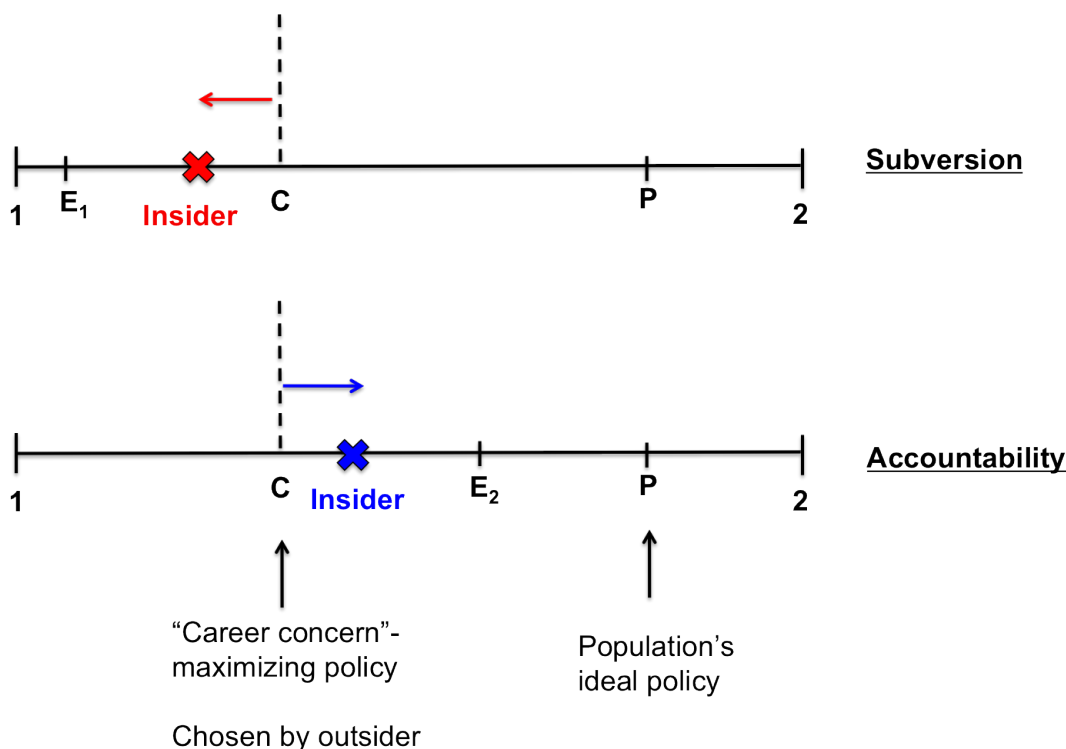 Subversion
E₁
Insider
C
P
1
2
Accountability
C
Insider
E₂
P
1
2
“Career concern”-
maximizing policy
Chosen by outsider
Population’s
ideal policy